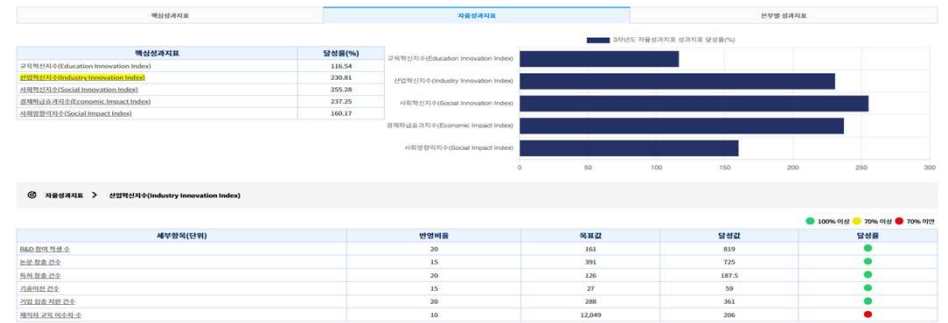 핵심성과지표 자율성과지표 본부별 성과지표
핵심성과지표 달성률(%)
교육혁신지수(Education Innovation Index) 116.54
산업혁신지수(Industry Innovation Index) 230.81
사회혁신지수(Social Innovation Index) 255.28
경제파급효과지수(Economic Impact Index) 237.25
사회영향력지수(Social Impact Index) 160.17
3차년도 자율성과지표 성과지표 달성률(%)
교육혁신지수(Education Innovation Index)
산업혁신지수(Industry Innovation Index)
사회혁신지수(Social Innovation Index)
경제파급효과지수(Economic Impact Index)
사회영향력지수(Social Impact Index)
0 50 100 150 200 250 300
자율성과지표 > 산업혁신지수(Industry Innovation Index)
100% 이상 70% 이상 70% 미만
세부항목(단위) 반영비율 목표값 달성값 달성률
R&D 참여 학생 수 20 161 819
논문 창출 건수 15 391 725
특허 창출 건수 20 126 187.5
기술이전 건수 15 27 59
기업 집중 지원 건수 20 288 361
재직자 교육 이수자 수 10 12,049 206